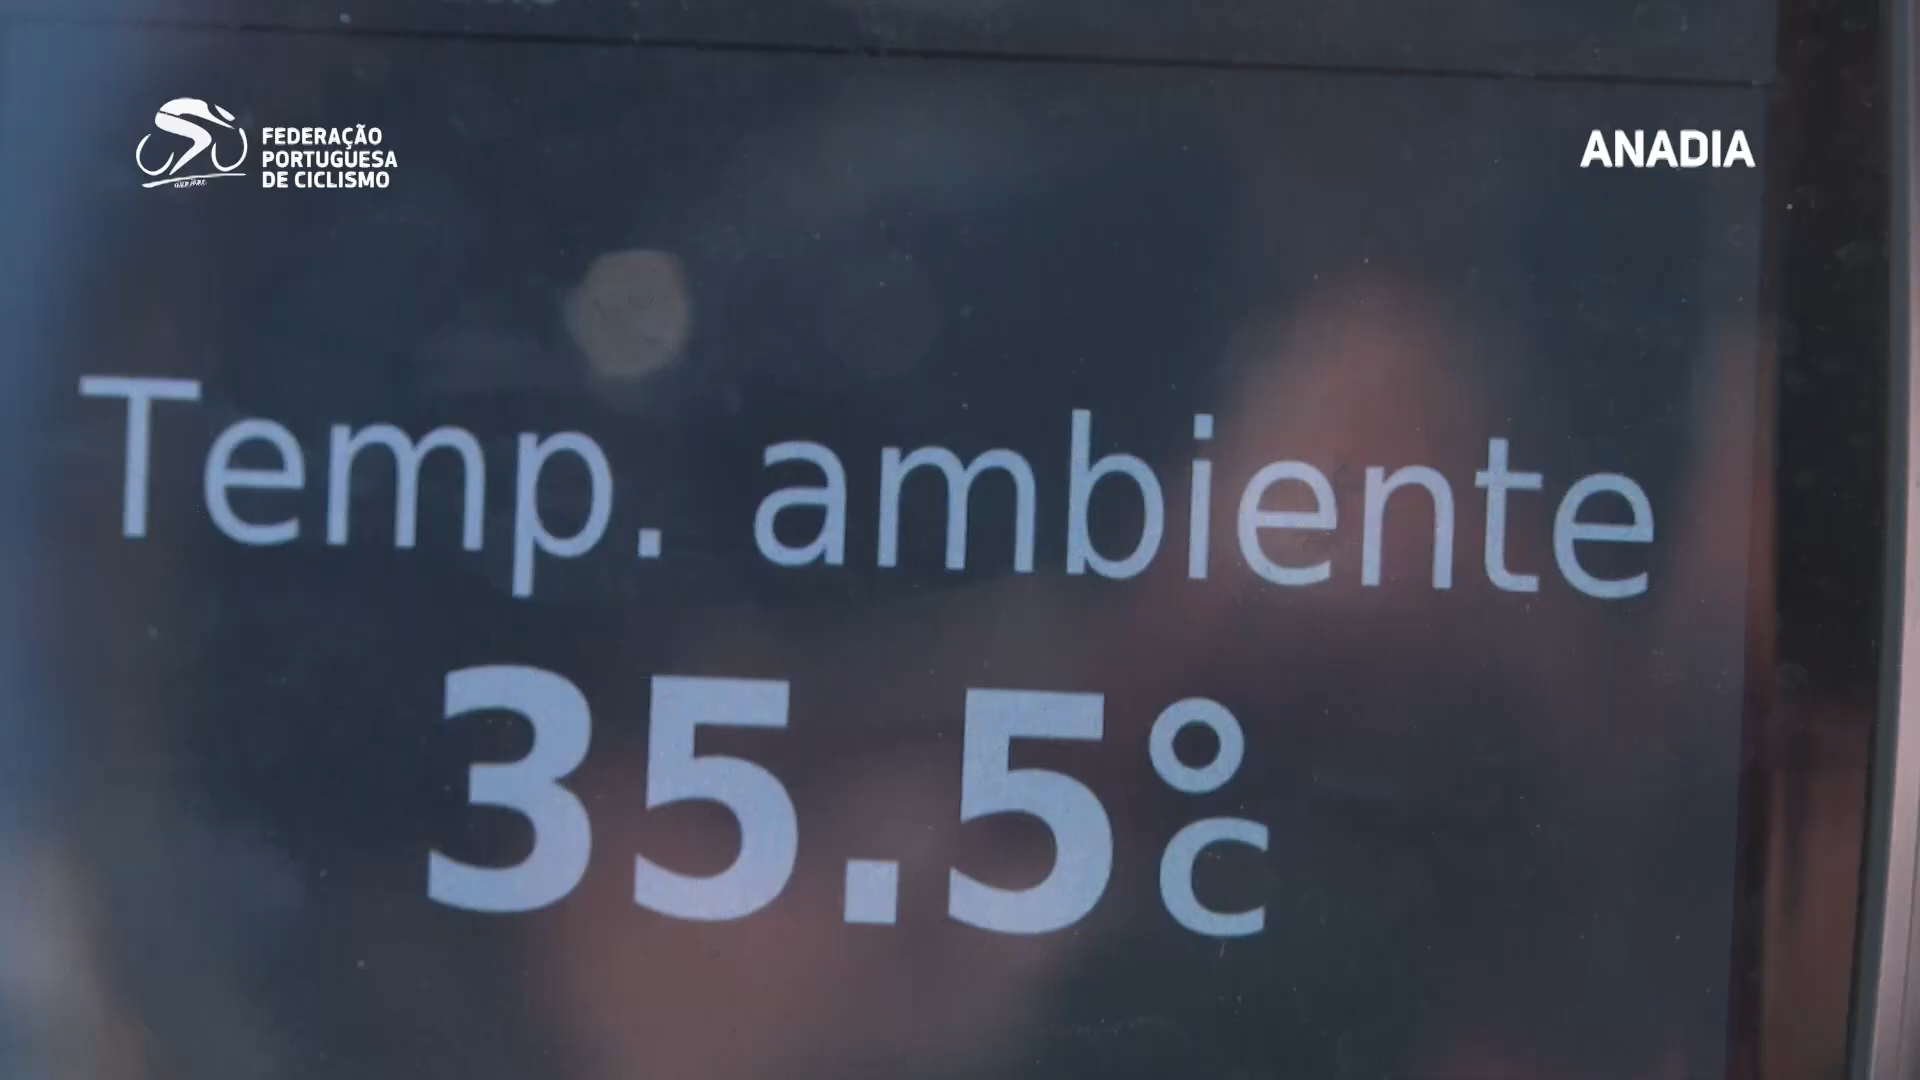 FEDERAÇÃO
PORTUGUESA
DE CICLISMO
ANADIA
Temp. ambiente
35.5°C